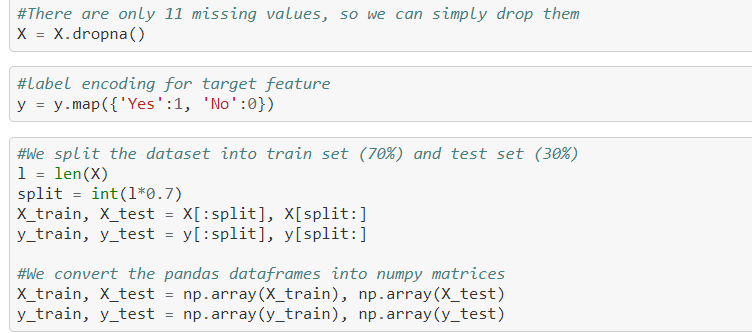 #There are only 11 missing values, so we can simply drop them
X = X.dropna()
#label encoding for target feature
y = y.map({'Yes':1, 'No':0})
#We split the dataset into train set (70%) and test set (30%)
l = len(X)
split = int(l*0.7)
X_train, X_test = X[:split], X[split:]
y_train, y_test = y[:split], y[split:]
#We convert the pandas dataframes into numpy matrices
X_train, X_test = np.array(X_train), np.array(X_test)
y_train, y_test = np.array(y_train), np.array(y_test)